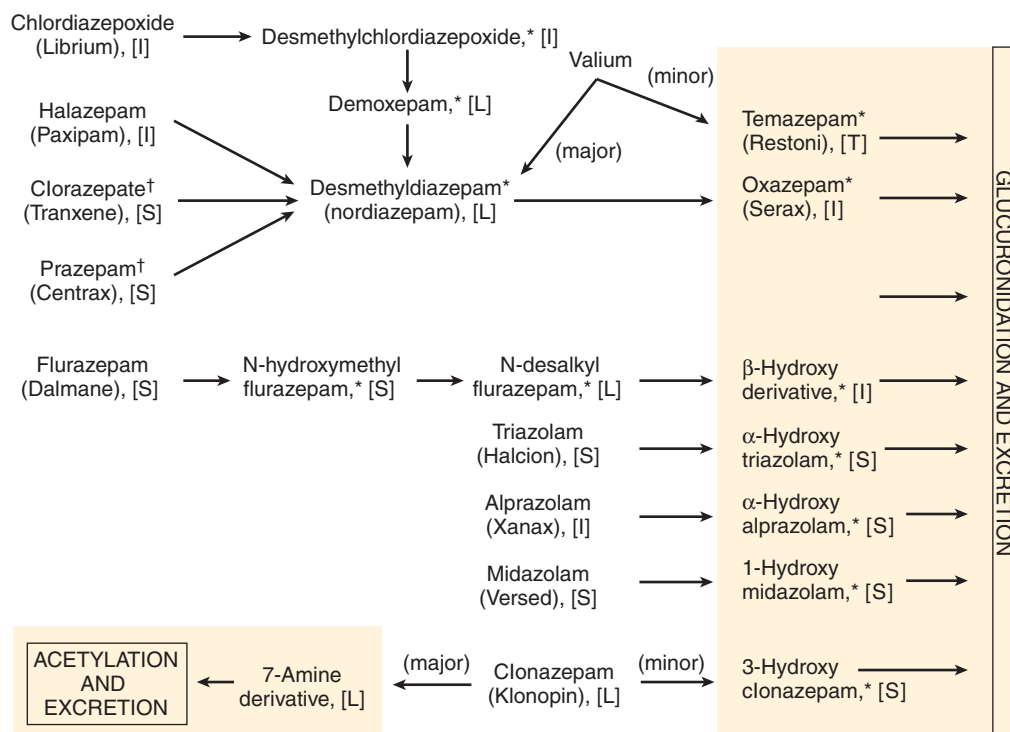 Chlordiazepoxide
(Librium), [I]
Desmethylchlordiazepoxide,* [I]
Valium
(minor)
Halazepam
(Paxipam), [I]
Demoxepam,* [L]
(major)
Temazepam*
(Restoni), [T]
Clorazepate†
(Tranxene), [S]
Desmethyldiazepam*
(nordiazepam), [L]
Oxazepam*
(Serax), [I]
Prazepam†
(Centrax), [S]
Flurazepam
(Dalmane), [S]
N-hydroxymethyl
flurazepam,* [S]
N-desalkyl
flurazepam,* [L]
β-Hydroxy
derivative,* [I]
Triazolam
(Halcion), [S]
α-Hydroxy
triazolam,* [S]
Alprazolam
(Xanax), [I]
α-Hydroxy
alprazolam,* [S]
Midazolam
(Versed), [S]
1-Hydroxy
midazolam,* [S]
ACETYLATION
AND
EXCRETION
7-Amine
derivative, [L]
(major)
Clonazepam
(Klonopin), [L]
(minor)
3-Hydroxy
clonazepam,* [S]
GLUCURONIDATION AND EXCRETION